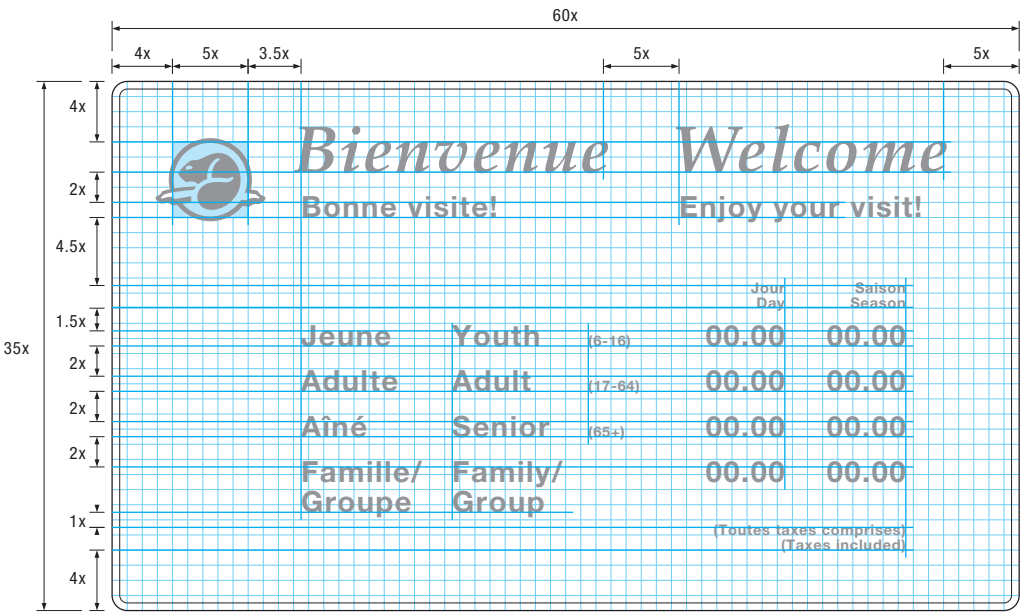 60x
4x 5x 3.5x 5x 5x
4x
Bienvenue Welcome
2x
Bonne visite! Enjoy your visit!
4.5x
Jour Saison
Day Season
1.5x
35x
Jeune Youth (6-16) 00.00 00.00
2x
Adulte Adult (17-64) 00.00 00.00
2x
Aîné Senior (65+) 00.00 00.00
2x
Famille/ Family/ 00.00 00.00
Groupe Group
1x
(Toutes taxes comprises)
(Taxes included)
4x